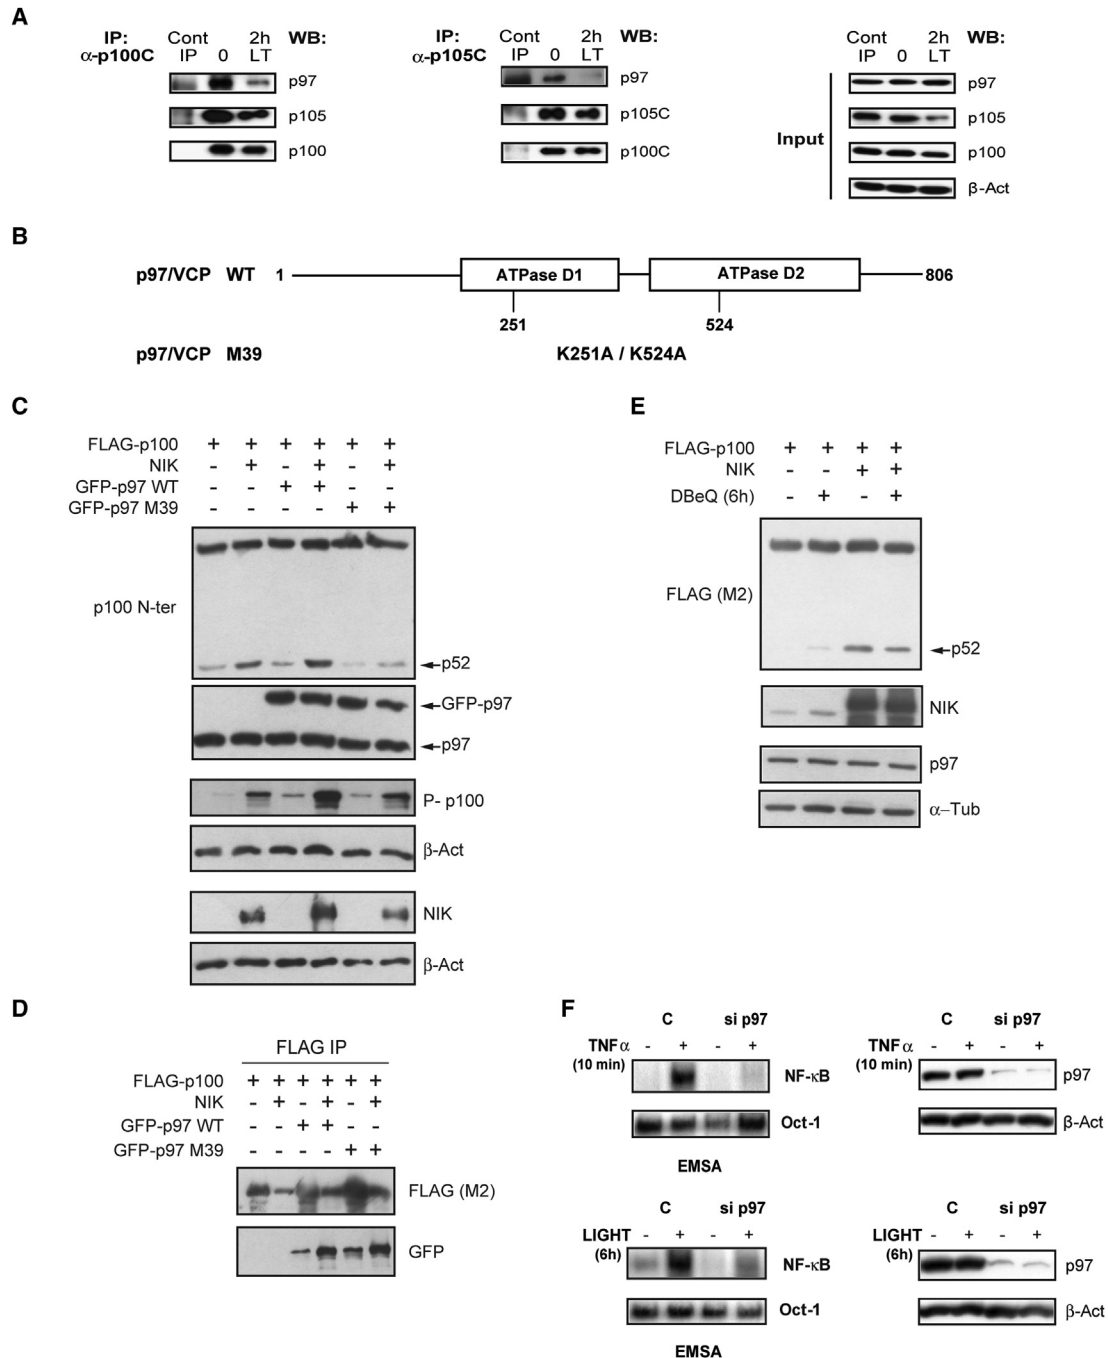 A
IP: Cont 2h WB:
α-p100C IP 0 LT
p97
p105
p100
IP: Cont 2h WB:
α-p105C IP 0 LT
p97
p105C
p100C
Cont 2h WB:
IP 0 LT
p97
p105
Input
p100
β-Act
B
p97/VCP WT 1 ATPase D1 ATPase D2 806
251 524
p97/VCP M39 K251A / K524A
C
FLAG-p100 + + + + + +
NIK - + - + - +
GFP-p97 WT - - + + - -
GFP-p97 M39 - - - - + +
p100 N-ter
p52
GFP-p97
p97
P- p100
β-Act
NIK
β-Act
E
FLAG-p100 + + + +
NIK - - + +
DBeQ (6h) - + - +
FLAG (M2)
p52
NIK
p97
α–Tub
D
FLAG IP
FLAG-p100 + + + + + +
NIK - + - + - +
GFP-p97 WT - - + + - -
GFP-p97 M39 - - - - + +
FLAG (M2)
GFP
F
C si p97
TNFα - + - +
(10 min)
NF-κB
Oct-1
EMSA
C si p97
TNFα - + - +
(10 min)
p97
β-Act
C si p97
LIGHT - + - +
(6h)
NF-κB
Oct-1
EMSA
C si p97
LIGHT - + - +
(6h)
p97
β-Act